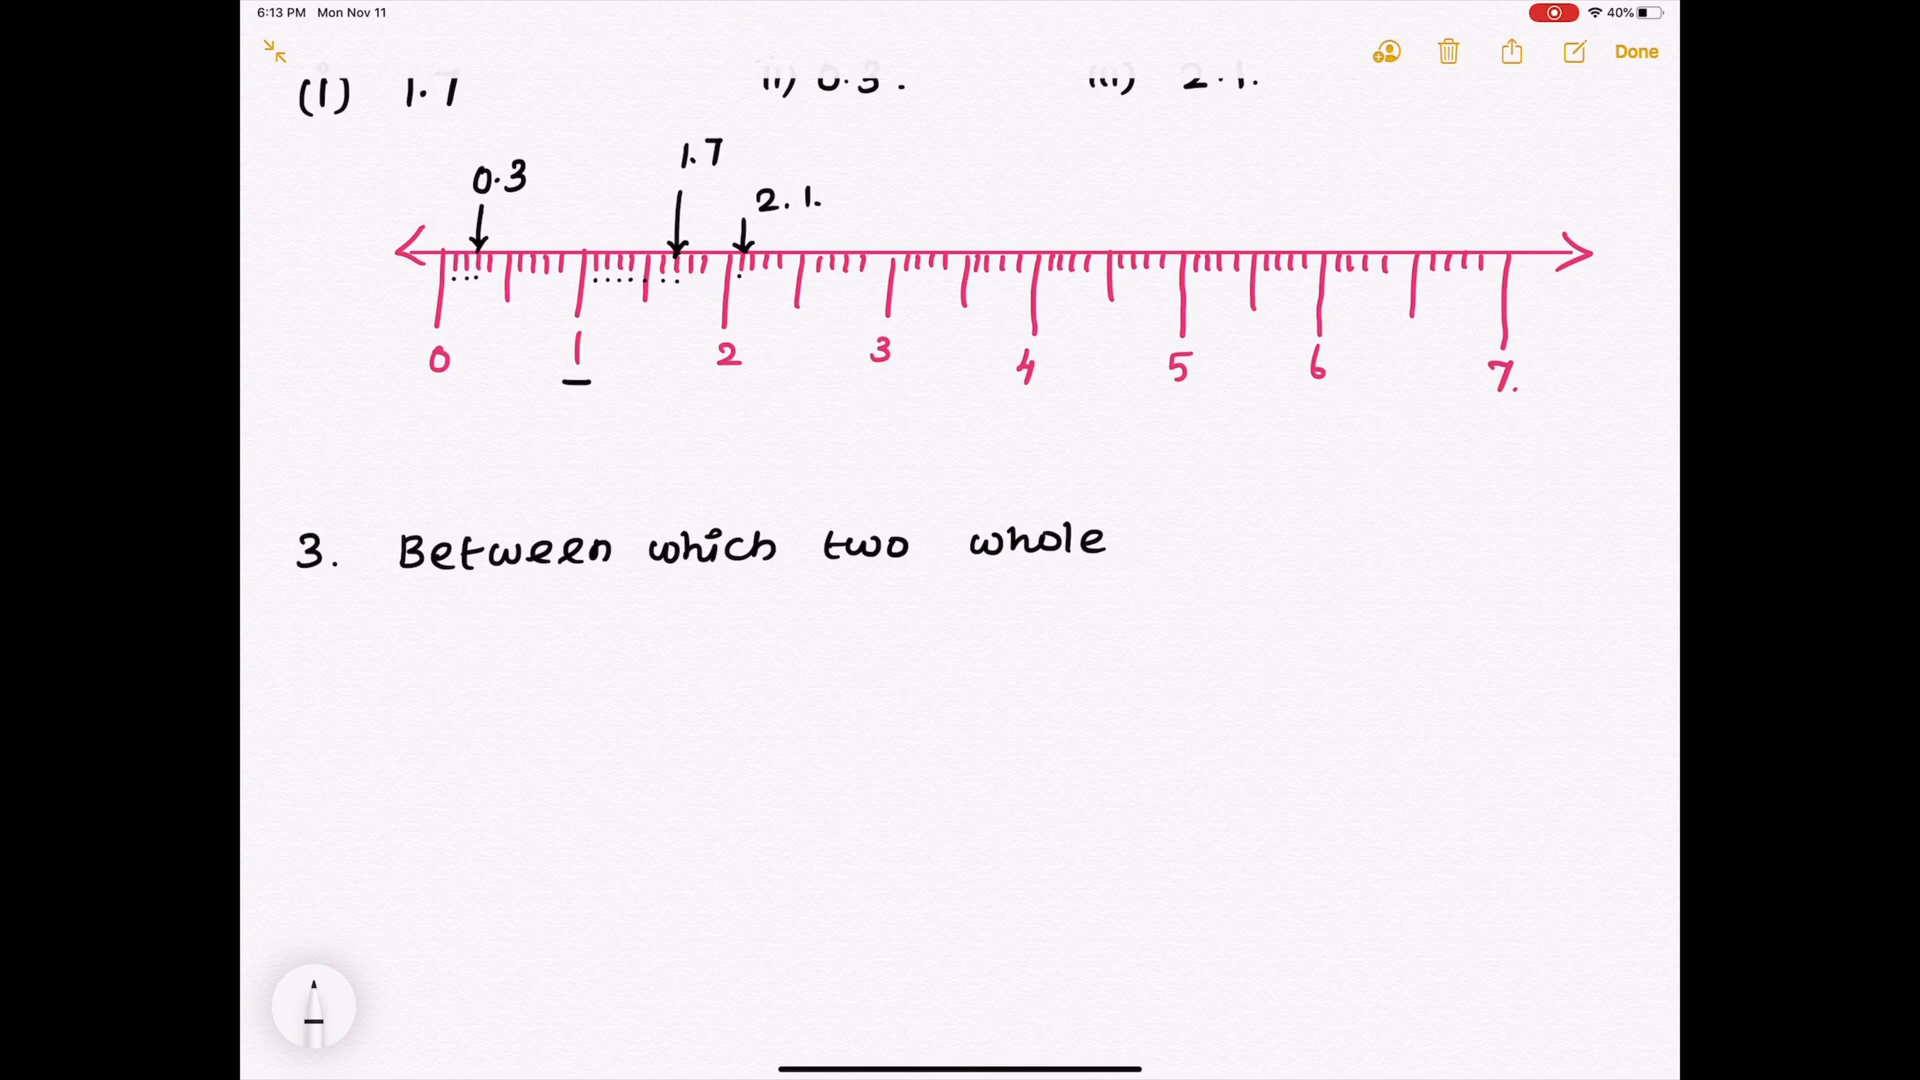 6:13 PM Mon Nov 11 40%
Done
(i) 1.7 ii) 0.3. (iii) 2.1.
1.7
0.3
2.1.
0 1 2 3 4 5 6 7.
3. Between which two whole